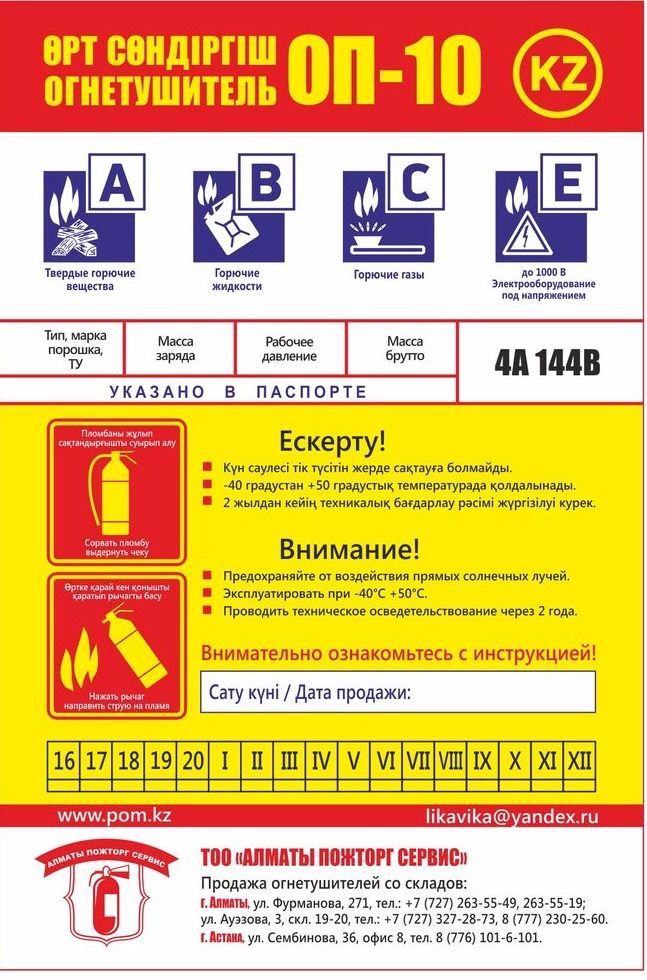 ӨРТ СӨНДІРГІШ
ОГНЕТУШИТЕЛЬ
ОП-10
KZ
A
B
C
E
Твердые горючие
вещества
Горючие
жидкости
Горючие газы
до 1000 В
Электрооборудование
под напряжением
Тип, марка
порошка,
ТУ
Масса
заряда
Рабочее
давление
Масса
брутто
4А 144В
УКАЗАНО В ПАСПОРТЕ
Пломбаны жұлып
сақтандырғышты суырып алу
Сорвать пломбу
выдернуть чеку
Ескерту!
Күн саулесі тік түсітін жерде сақтауға болмайды.
-40 градустан +50 градустық температурада қолдалынады.
2 жылдан кейің техникалық бағдарлау рәсімі жүргізілуі курек.
Внимание!
Предохраняйте от воздействия прямых солнечных лучей.
Эксплуатировать при -40°С +50°С.
Проводить техническое осведетельствование через 2 года.
Өртке қарай кен қонышты
қаратып рычагты басу
Нажать рычаг
направить струю на пламя
Внимательно ознакомьтесь с инструкцией!
Сату күні / Дата продажи:
16 17 18 19 20 I II III IV V VI VII VIII IX X XI XII
www.pom.kz
likavika@yandex.ru
АЛМАТЫ ПОЖТОРГ СЕРВИС
ТОО «АЛМАТЫ ПОЖТОРГ СЕРВИС»
Продажа огнетушителей со складов:
г. Алматы, ул. Фурманова, 271, тел.: +7 (727) 263-55-49, 263-55-19;
ул. Ауэзова, 3, скл. 19-20, тел.: +7 (727) 327-28-73, 8 (777) 230-25-60.
г. Астана, ул. Сембинова, 36, офис 8, тел. 8 (776) 101-6-101.